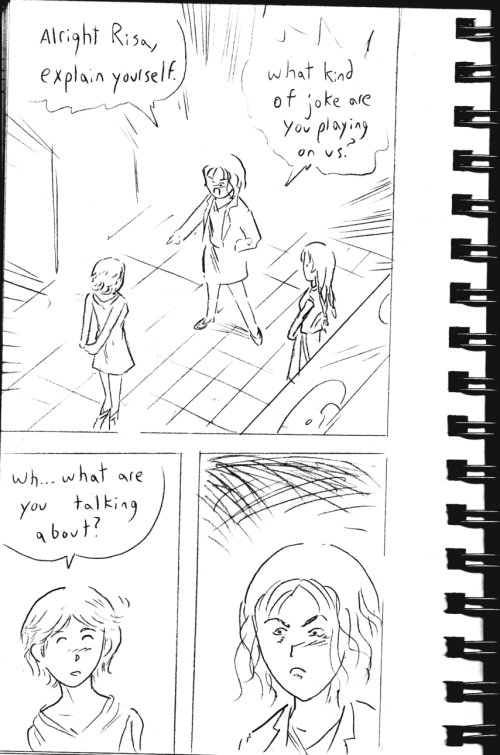 Alright Risa,
explain yourself.
what kind
of joke are
you playing
on us?
Wh... what are
you talking
about?